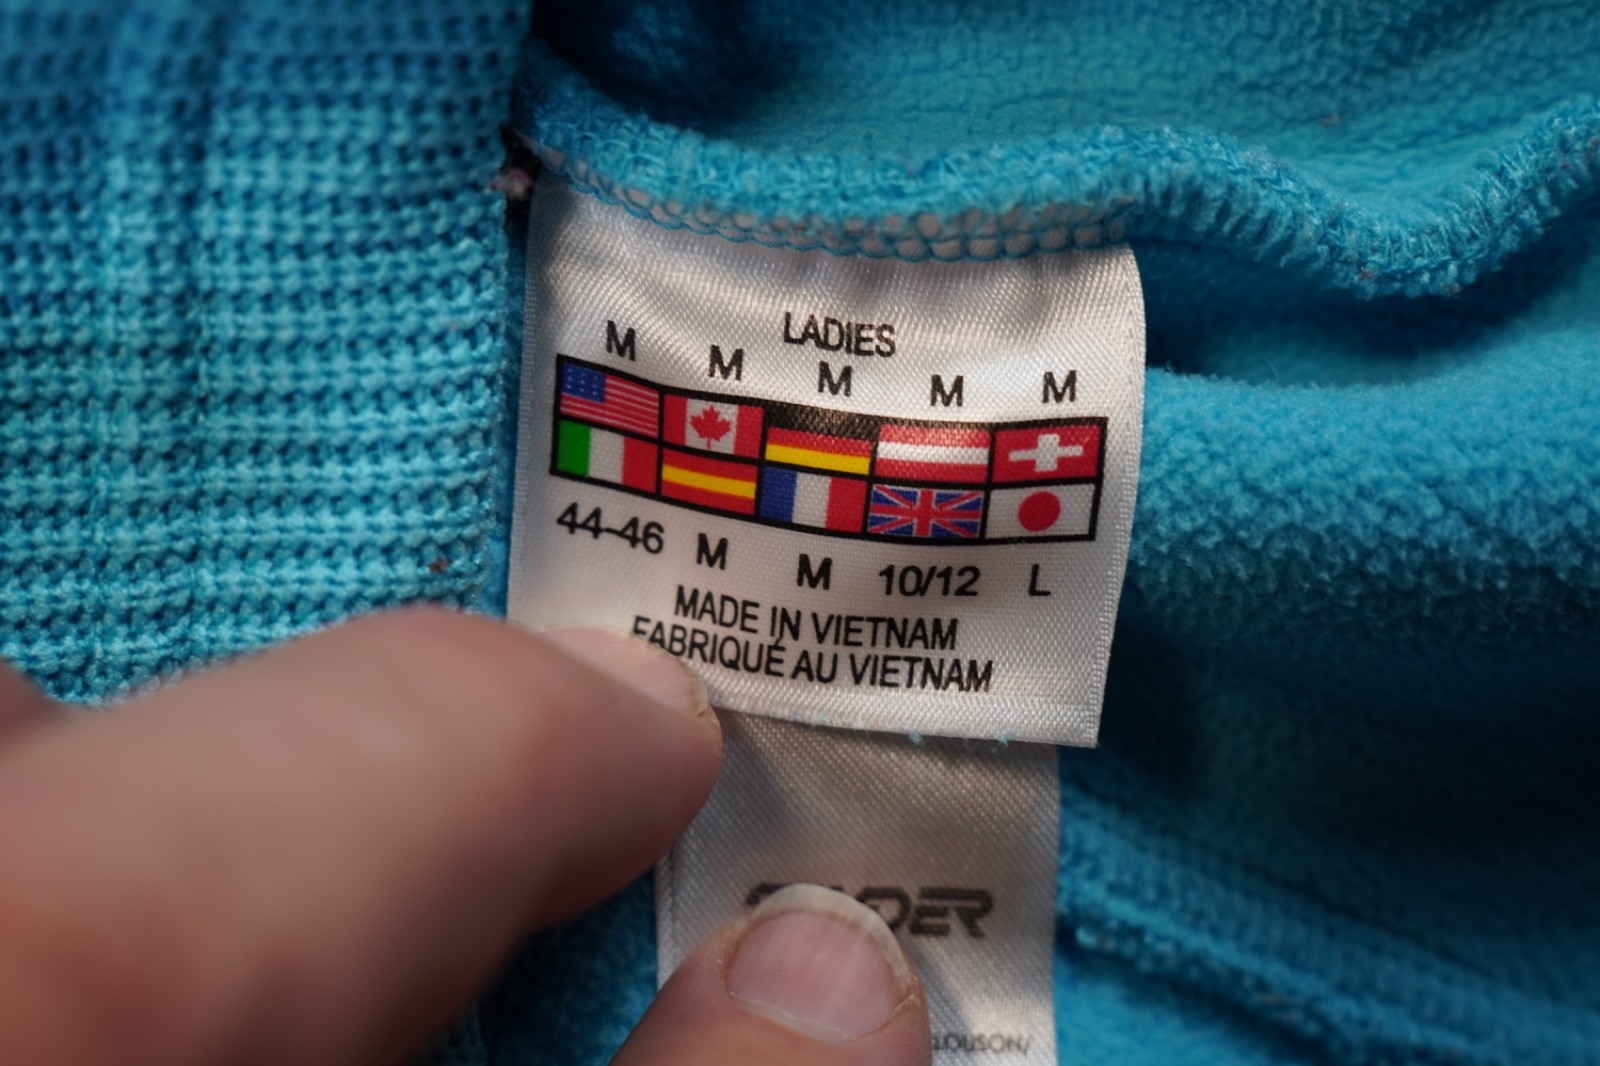 LADIES
M M M M M
44-46 M M 10/12 L
MADE IN VIETNAM
FABRIQUÉ AU VIETNAM